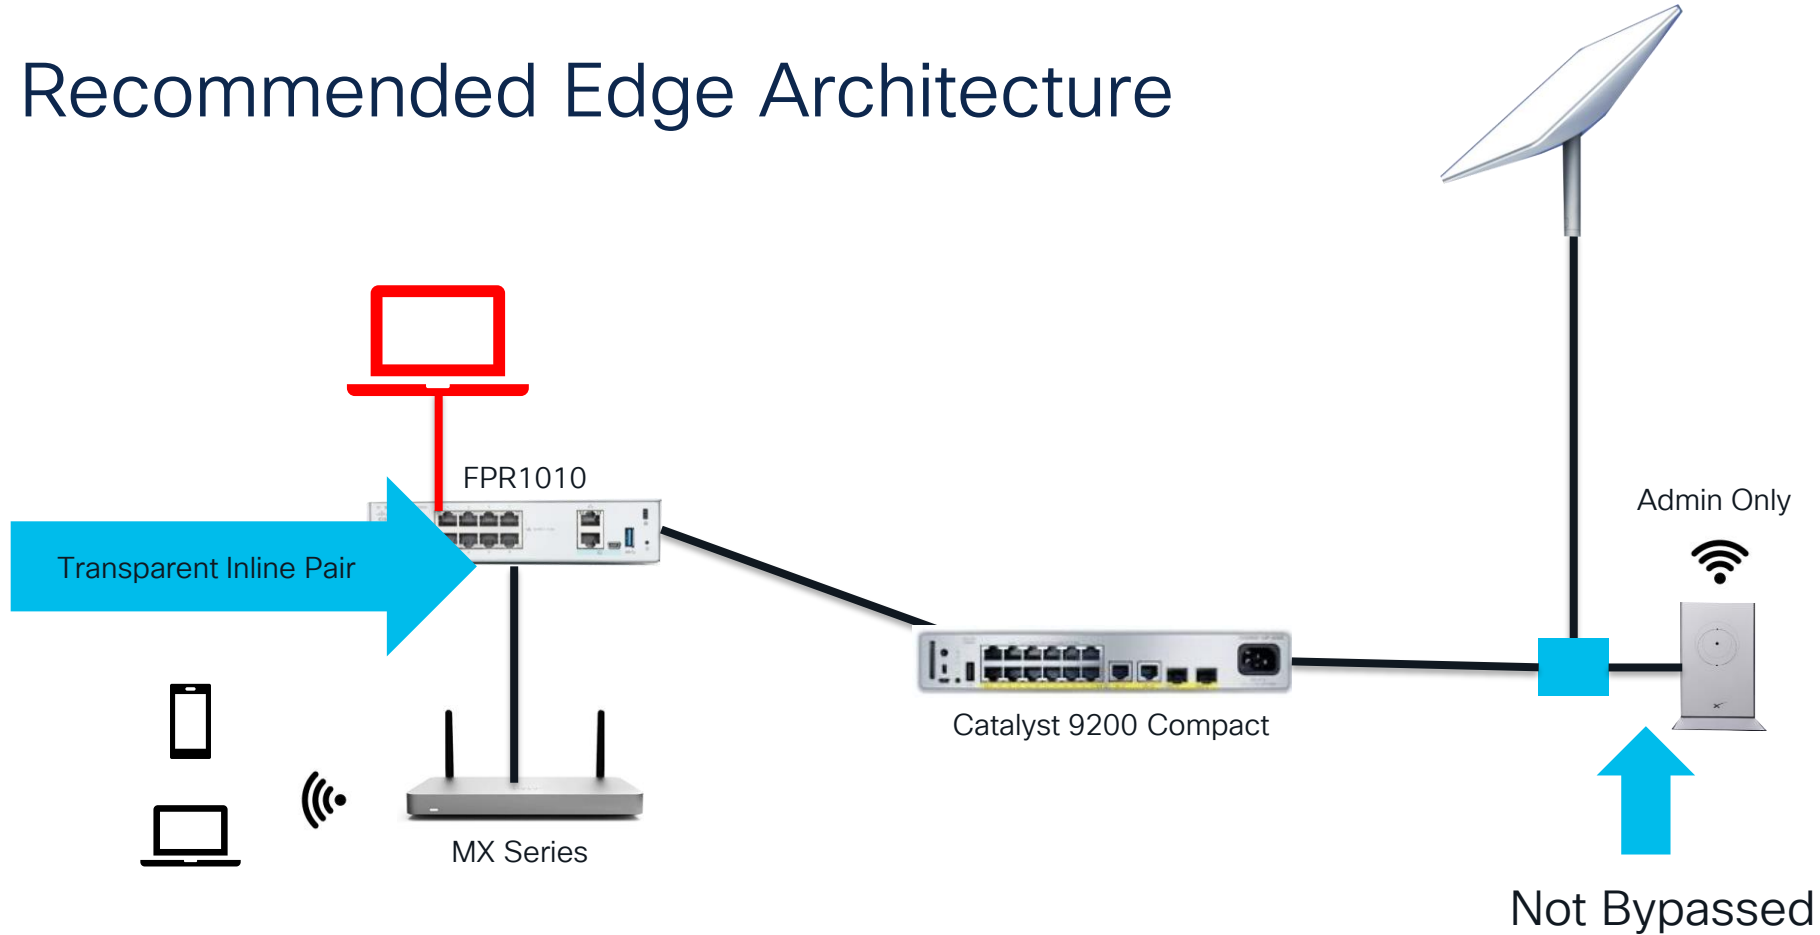 Recommended Edge Architecture
FPR1010
Transparent Inline Pair
Admin Only
Catalyst 9200 Compact
MX Series
Not Bypassed